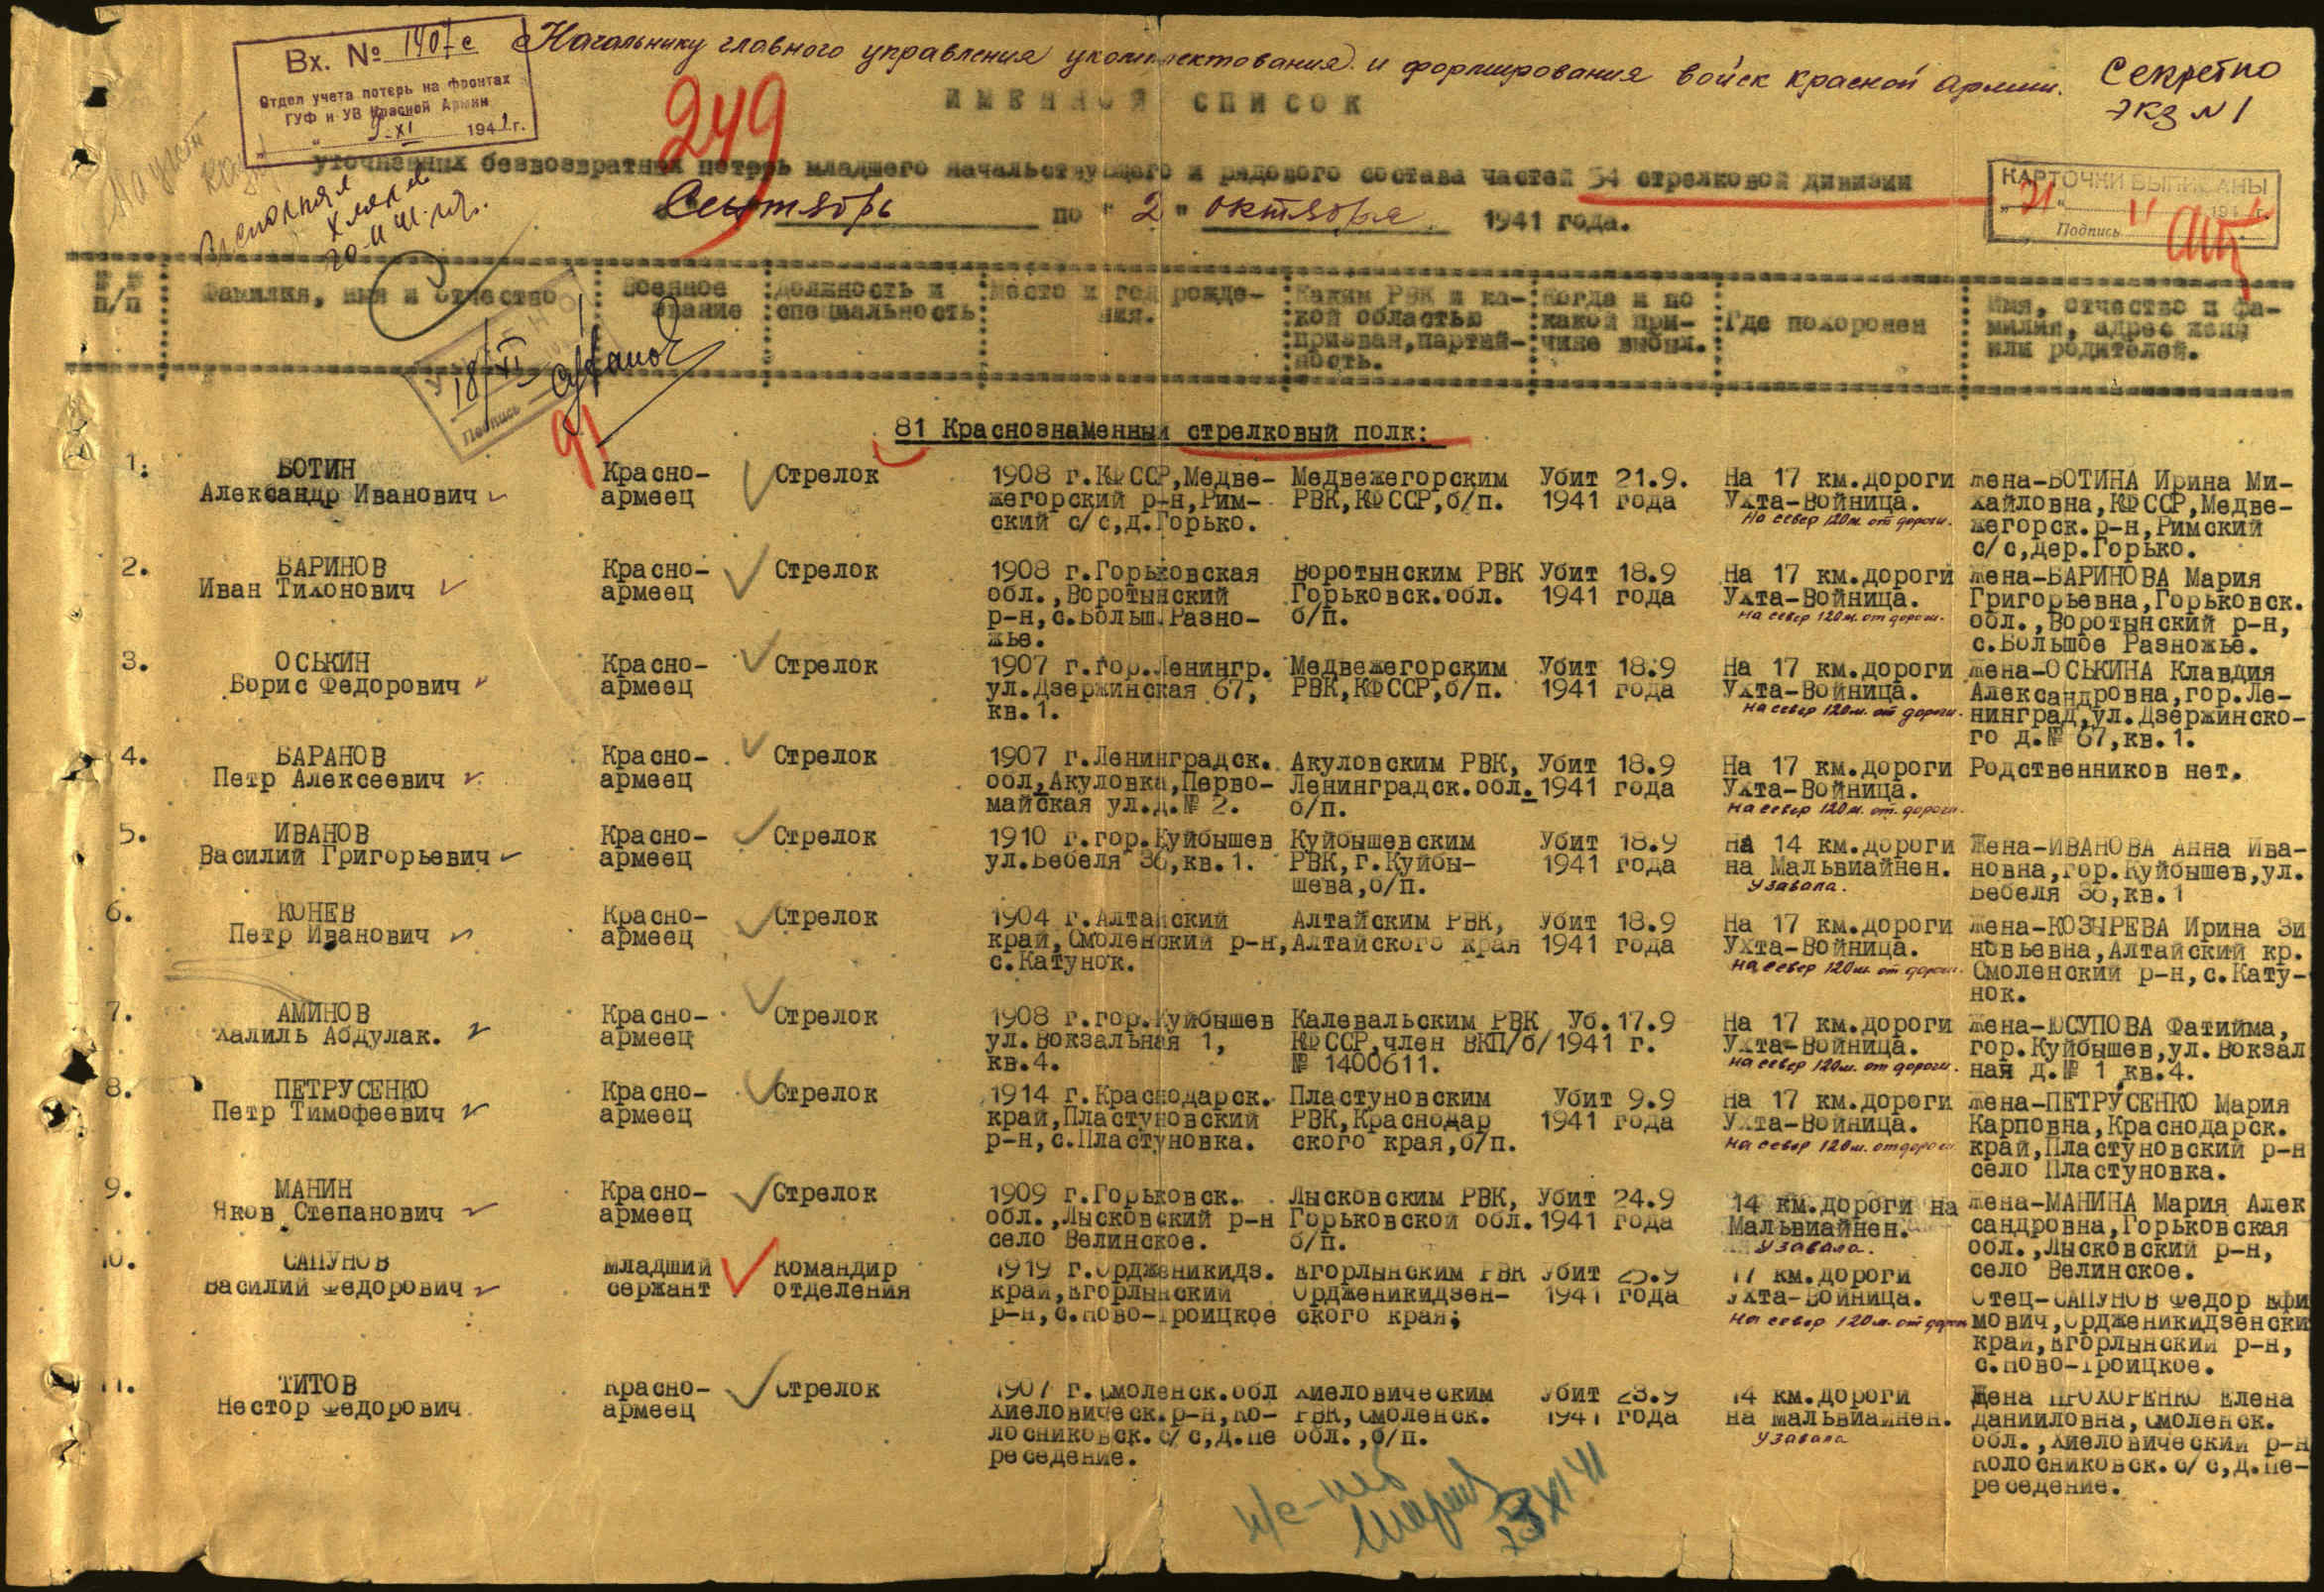 Вх. № 1407с
Отдел учета потерь на фронтах
ГУФ и УВ Красной Армии
" 9 " XI 1941 г.
Начальнику главного управления укомплектования и формирования войск красной армии.
Секретно
экз № 1
249
ИМЕННОЙ СПИСОК
уточненных безвозвратных потерь младшего начальствующего и рядового состава частей 54 стрелковой дивизии
Сентябрь по " 2 " октября 1941 года.
КАРТОЧКИ ВЫПИСАНЫ
" 21 " 194 г.
Подпись
20-II
№ №
п/п
Фамилия, имя и отчество
Военное
звание
Должность и
специальность
Место и год рожде-
ния.
Каким РВК и ка-
кой областью
призван,партий-
ность.
Когда и по
какой при-
чине выбыл.
Где похоронен
Имя, отчество и фа-
милия, адрес жены
или родителей.
18/XI
Подпись
91
81 Краснознаменный стрелковый полк:
1.
БОТИН
Александр Иванович
Красно-
армеец
Стрелок
1908 г.КФССР,Медве-
жегорский р-н,Рим-
ский с/с,д.Горько.
Медвежегорским
РВК,КФССР,б/п.
Убит 21.9.
1941 года
На 17 км.дороги
Ухта-Войница.
На север 120м. от дороги.
жена-БОТИНА Ирина Ми-
хайловна,КФССР,Медве-
жегорск.р-н,Римский
с/с,дер.Горько.
2.
БАРИНОВ
Иван Тихонович
Красно-
армеец
Стрелок
1908 г.Горьковская
обл.,Воротынский
р-н,с.Больш.Разно-
жье.
Воротынским РВК
Горьковск.обл.
б/п.
Убит 18.9
1941 года
На 17 км.дороги
Ухта-Войница.
На север 120м. от дороги.
жена-БАРИНОВА Мария
Григорьевна,Горьковск.
обл.,Воротынский р-н,
с.Большое Разножье.
3.
ОСЬКИН
Борис Федорович
Красно-
армеец
Стрелок
1907 г.гор.Ленингр.
ул.Дзержинская 67,
кв.1.
Медвежегорским
РВК,КФССР,б/п.
Убит 18.9
1941 года
На 17 км.дороги
Ухта-Войница.
на север 120м. от дороги.
жена-ОСЬКИНА Клавдия
Александровна,гор.Ле-
нинград,ул.Дзержинско-
го д.№ 67,кв.1.
4.
БАРАНОВ
Петр Алексеевич
Красно-
армеец
Стрелок
1907 г.Ленинградск.
обл,Акуловка,Перво-
майская ул.д.№ 2.
Акуловским РВК,
Ленинградск.обл.
б/п.
Убит 18.9
1941 года
На 17 км.дороги
Ухта-Войница.
на север 120м. от. дороги.
Родственников нет.
5.
ИВАНОВ
Василий Григорьевич
Красно-
армеец
Стрелок
1910 г.гор.Куйбышев
ул.Бебеля 36,кв.1.
Куйбышевским
РВК,г.Куйбы-
шева,б/п.
Убит 18.9
1941 года
на 14 км.дороги
на Мальвиайнен.
у завала.
Жена-ИВАНОВА Анна Ива-
новна,гор.Куйбышев,ул.
Бебеля 36,кв.1
6.
КОНЕВ
Петр Иванович
Красно-
армеец
Стрелок
1904 г.Алтайский
край,Смоленский р-н,
с.Катунок.
Алтайским РВК,
Алтайского края
Убит 18.9
1941 года
На 17 км.дороги
Ухта-Войница.
на север 120м. от дороги.
жена-КОЗЫРЕВА Ирина Зи
новьевна,Алтайский кр.
Смоленский р-н,с.Кату-
нок.
7.
АМИНОВ
Халиль Абдулак.
Красно-
армеец
Стрелок
1908 г.гор.Куйбышев
ул.Вокзальная 1,
кв.4.
Калевальским РВК
КФССР,член ВКП/б/
№ 1400611.
Уб.17.9
1941 г.
На 17 км.дороги
Ухта-Войница.
на север 120м. от дороги.
жена-ЮСУПОВА Фатийма,
гор.Куйбышев,ул.Вокзал
ная д.№ 1 кв.4.
8.
ПЕТРУСЕНКО
Петр Тимофеевич
Красно-
армеец
Стрелок
1914 г.Краснодарск.
край,Пластуновский
р-н,с.Пластуновка.
Пластуновским
РВК,Краснодар
ского края,б/п.
Убит 9.9
1941 года
На 17 км.дороги
Ухта-Войница.
на север 120м. от дороги
жена-ПЕТРУСЕНКО Мария
Карповна,Краснодарск.
край,Пластуновский р-н
село Пластуновка.
9.
МАНИН
Яков Степанович
Красно-
армеец
Стрелок
1909 г.Горьковск.
обл.,Лысковский р-н
село Велинское.
Лысковским РВК,
Горьковской обл.
б/п.
Убит 24.9
1941 года
14 км.дороги на
Мальвиайнен.
у завала.
жена-МАНИНА Мария Алек
сандровна,Горьковская
обл.,Лысковский р-н,
село Велинское.
10.
САПУНОВ
Василий Федорович
Младший
сержант
Командир
отделения
1919 г.Орджникидз.
край,Егорлынский
р-н,с.Ново-Троицкое
Егорлынским РВК
Орджникидзен-
ского края;
Убит 25.9
1941 года
17 км.дороги
Ухта-Войница.
на север 120м. от дороги
Отец-САПУНОВ Федор Ефи
мович,Орджникидзенски
край,Егорлынский р-н,
с.Ново-Троицкое.
11.
ТИТОВ
Нестор Федорович
Красно-
армеец
Стрелок
1907 г.Смоленск.обл
Хиеловическ.р-н,Ко-
лосниковск.с/с,д.Пе
реседение.
Хиеловическим
РВК,Смоленск.
обл.,б/п.
Убит 23.9
1941 года
14 км.дороги
на Мальвиайнен.
у завала
Жена ПРОХОРЕНКО Елена
Данииловна,Смоленск.
обл.,Хиеловический р-н
Колосниковск.с/с,д.Пе-
реседение.